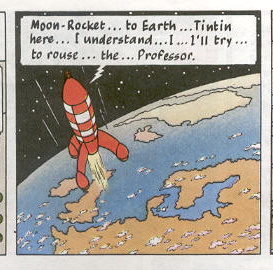 Moon-Rocket... to Earth... Tintin
here... I understand...I... I'll try...
to rouse... the... Professor.